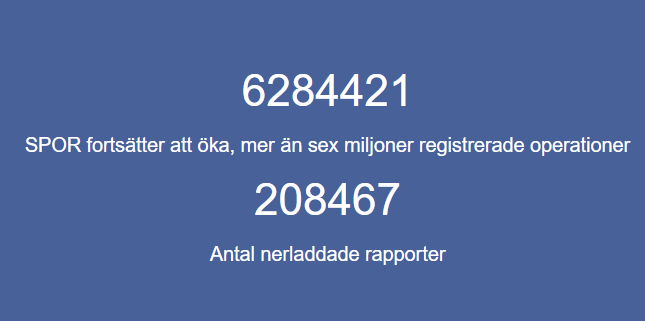 6284421
SPOR fortsätter att öka, mer än sex miljoner registrerade operationer
208467
Antal nerladdade rapporter